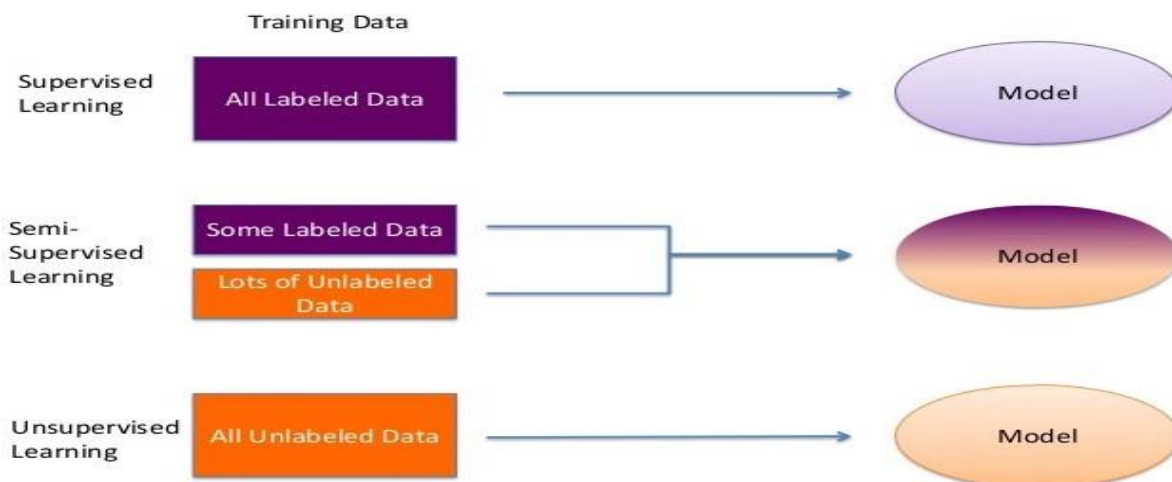 Training Data
Supervised
Learning
All Labeled Data
Model
Semi-
Supervised
Learning
Some Labeled Data
Lots of Unlabeled
Data
Model
Unsupervised
Learning
All Unlabeled Data
Model